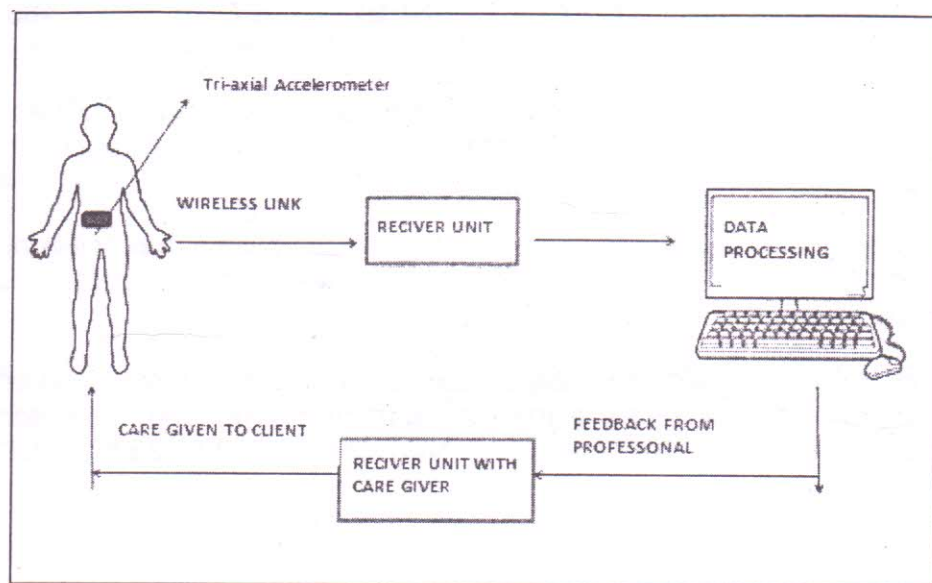 Tri-axial Accelerometer
WIRELESS LINK
RECIVER UNIT
DATA
PROCESSING
CARE GIVEN TO CLIENT
FEEDBACK FROM
PROFESSONAL
RECIVER UNIT WITH
CARE GIVER